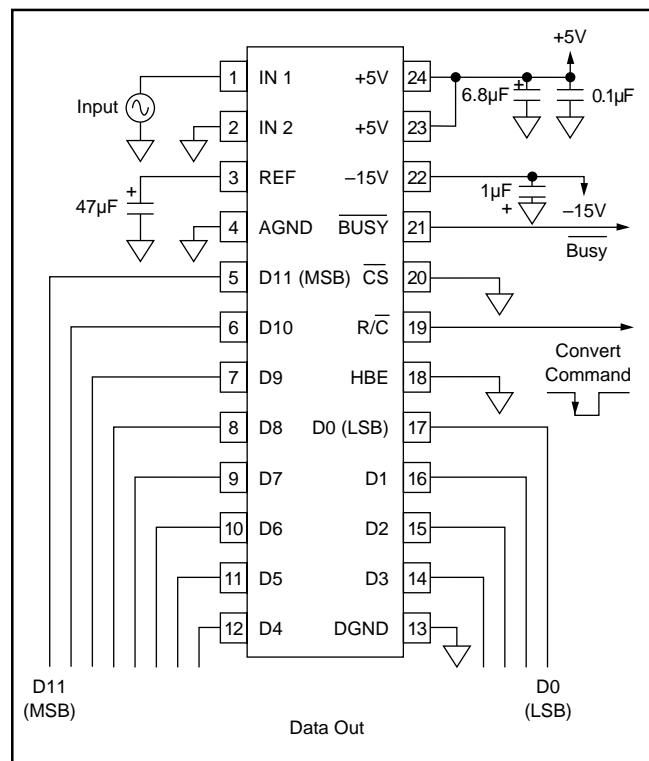 +5V
1 IN 1 +5V 24
6.8µF + 0.1µF
Input
2 IN 2 +5V 23
3 REF –15V 22
+
47µF
1µF
+
–15V
4 AGND BUSY 21
Busy
5 D11 (MSB) CS 20
6 D10 R/C 19
Convert
Command
7 D9 HBE 18
8 D8 D0 (LSB) 17
9 D7 D1 16
10 D6 D2 15
11 D5 D3 14
12 D4 DGND 13
D11
(MSB)
D0
(LSB)
Data Out